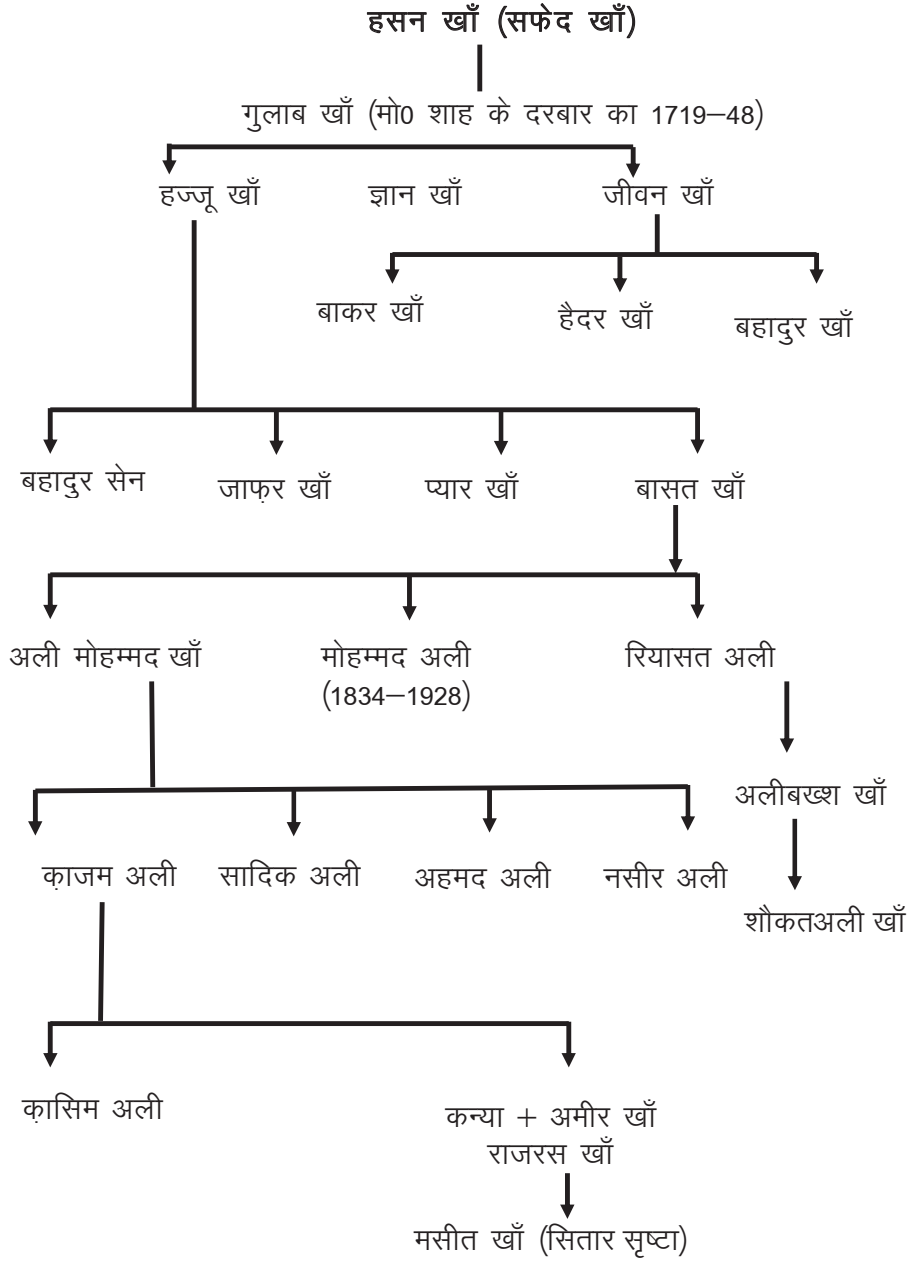 हसन खाँ (सफेद खाँ)
गुलाब खाँ (मो0 शाह के दरबार का 1719–48)
हज्जू खाँ ज्ञान खाँ जीवन खाँ
बाकर खाँ हैदर खाँ बहादुर खाँ
बहादुर सेन जाफ़र खाँ प्यार खाँ बासत खाँ
अली मोहम्मद खाँ मोहम्मद अली रियासत अली
(1834–1928)
अलीबख्श खाँ
क़ाजम अली सादिक अली अहमद अली नसीर अली
शौकतअली खाँ
क़ासिम अली कन्या + अमीर खाँ
राजरस खाँ
मसीत खाँ (सितार सृष्टा)